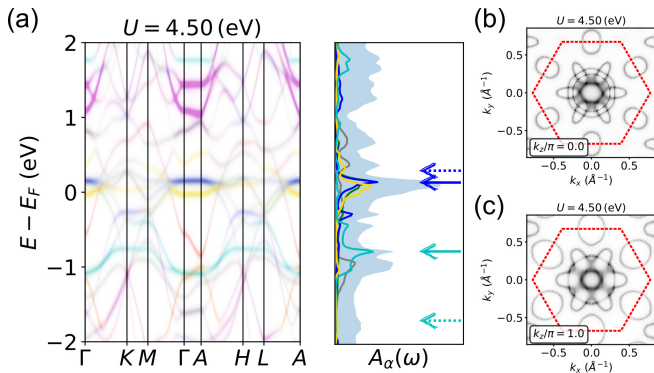 (a)
U = 4.50 (eV)
E − E_F (eV)
2
1
0
−1
−2
Γ K M Γ A H L A
A_α(ω)
(b)
U = 4.50 (eV)
k_y (Å⁻¹)
0.5
0.0
−0.5
k_z/π = 0.0
−0.5 0.0 0.5
k_x (Å⁻¹)
(c)
U = 4.50 (eV)
k_y (Å⁻¹)
0.5
0.0
−0.5
k_z/π = 1.0
−0.5 0.0 0.5
k_x (Å⁻¹)